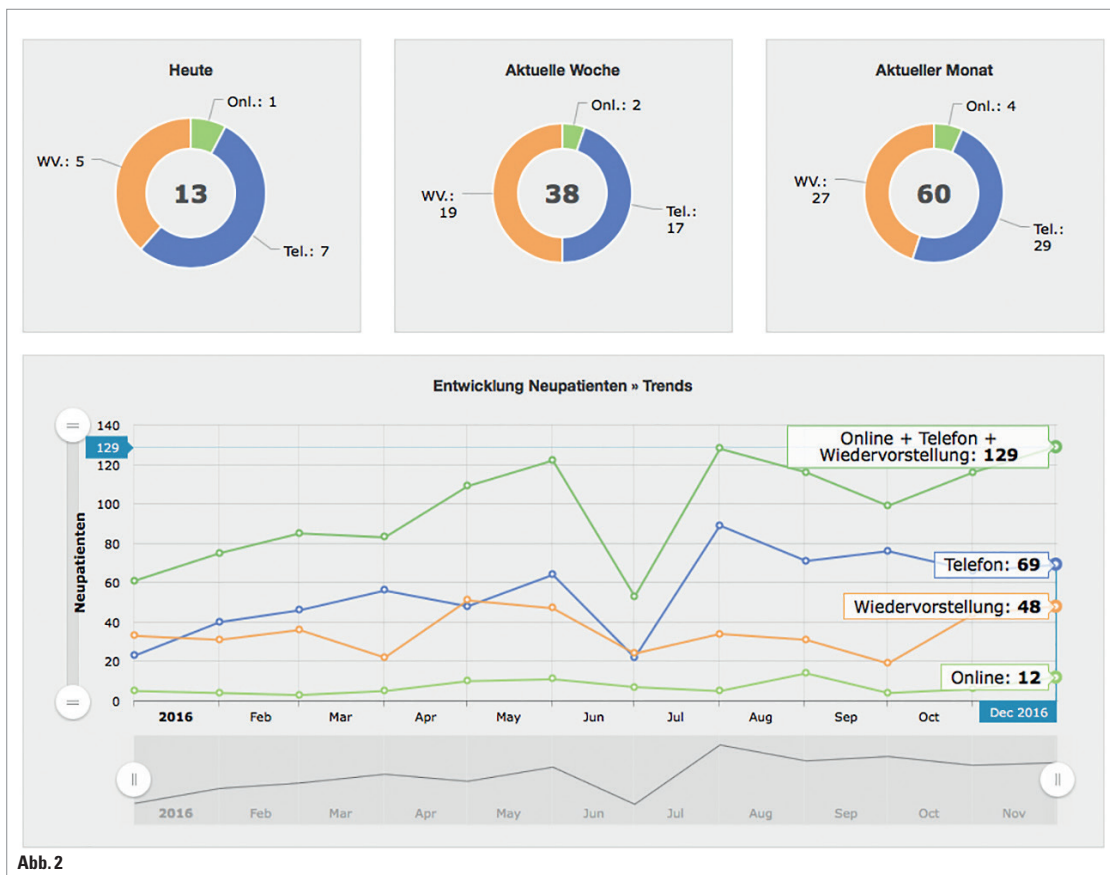 Heute
Onl.: 1
WV.: 5
13
Tel.: 7
Aktuelle Woche
Onl.: 2
WV.:
19
38
Tel.:
17
Aktueller Monat
Onl.: 4
WV.:
27
60
Tel.:
29
Entwicklung Neupatienten » Trends
Neupatienten
140
129
120
100
80
60
40
20
0
Online + Telefon +
Wiedervorstellung: 129
Telefon: 69
Wiedervorstellung: 48
Online: 12
2016 Feb Mar Apr May Jun Jul Aug Sep Oct Dec 2016
2016 Feb Mar Apr May Jun Jul Aug Sep Oct Nov
Abb. 2